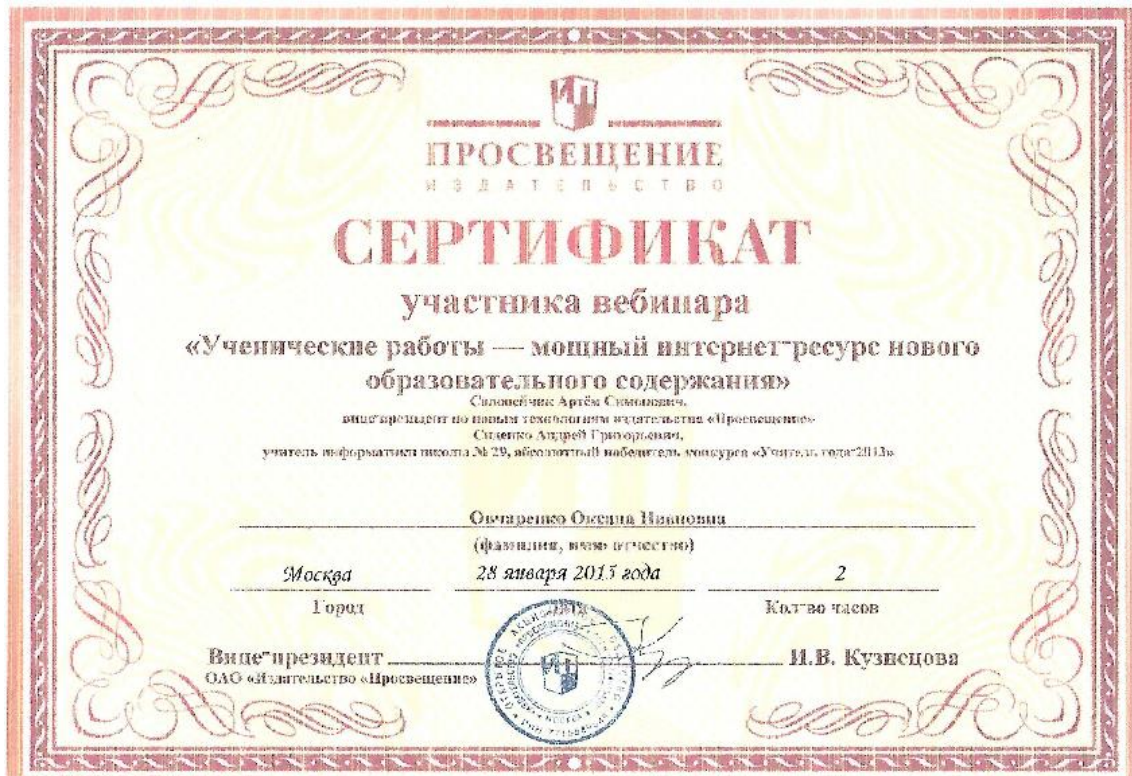 ИП
ПРОСВЕЩЕНИЕ
ИЗДАТЕЛЬСТВО
СЕРТИФИКАТ
участника вебинара
«Ученические работы — мощный интернет-ресурс нового
образовательного содержания»
Артём
вице-президент по новым технологиям издательства «Просвещение»
Сиденко Андрей Григорьевич,
учитель информатики школы № 29, абсолютный победитель конкурса «Учитель года-2013»
Овчаренко Оксана Ивановна
(фамилия, имя, отчество)
Москва 28 января 2015 года 2
Город Дата Кол-во часов
Вице-президент И.В. Кузнецова
ОАО «Издательство «Просвещение»